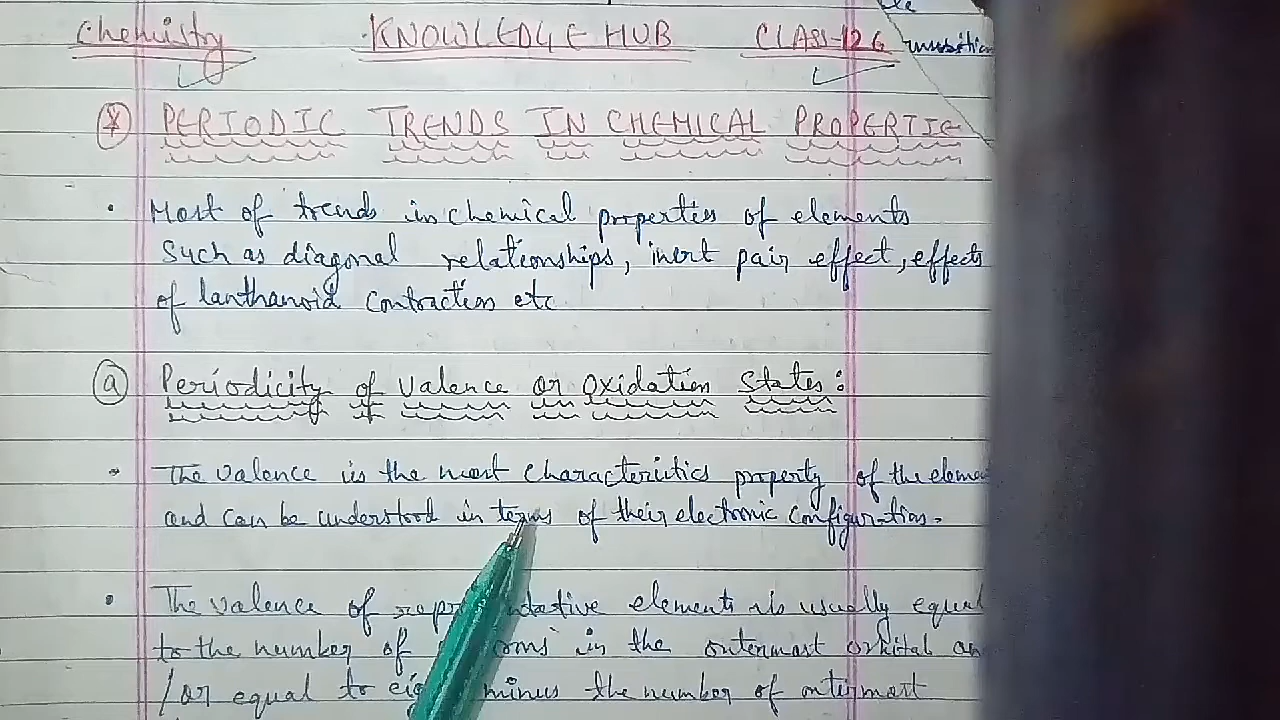 Chemistry KNOWLEDGE HUB CLASS-12
PERIODIC TRENDS IN CHEMICAL PROPERTIE
• Most of trends in chemical properties of elements
Such as diagonal relationships, inert pair effect, effects
of lanthanoid Contraction etc
(a) Periodicity of valence or Oxidation States:
The valence is the most characteristics property of the eleme
and can be understood in terms of their electronic configuration.
• The valence of elements is usually equal
to the number of in the outermost orbital an
/or equal to minus the number of outermost